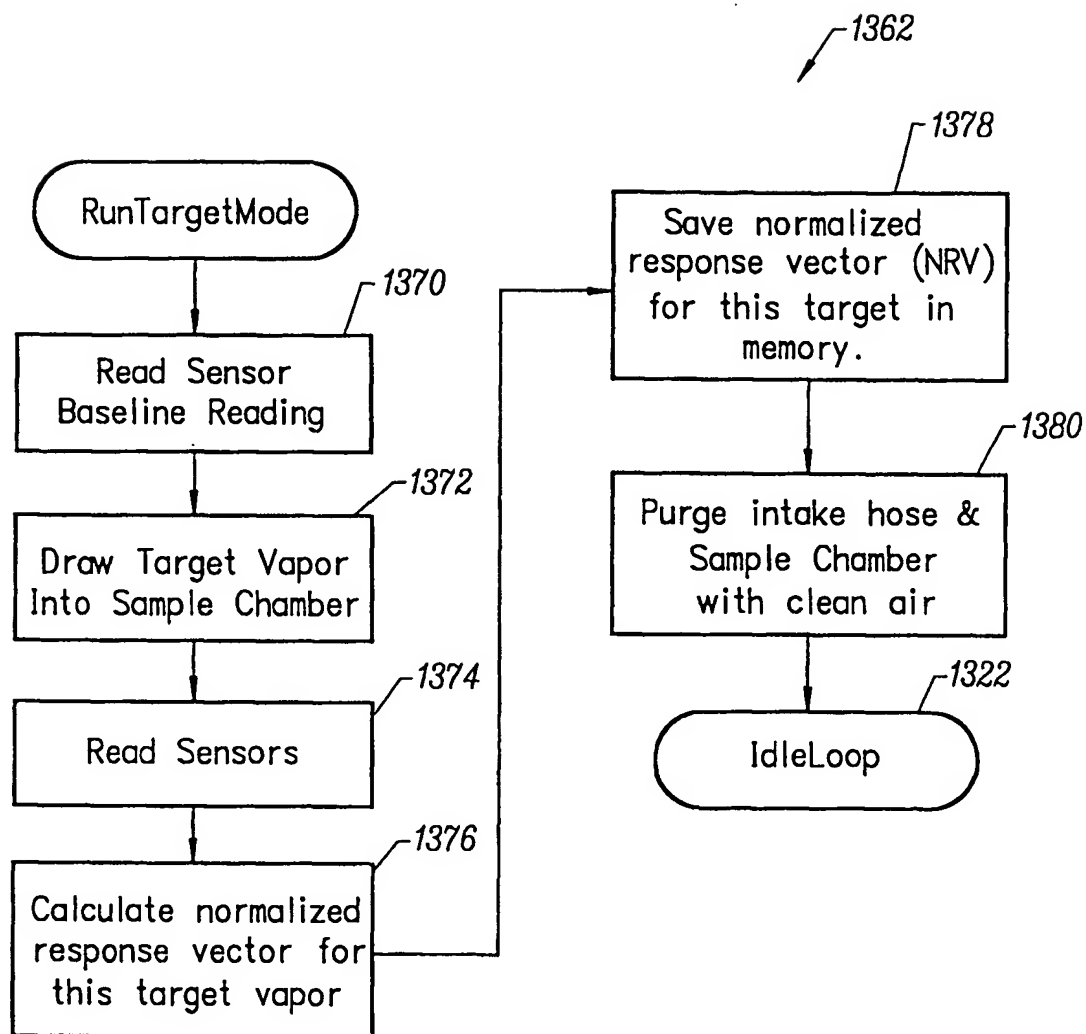 1362
RunTargetMode
1370
Read Sensor
Baseline Reading
1372
Draw Target Vapor
Into Sample Chamber
1374
Read Sensors
1376
Calculate normalized
response vector for
this target vapor
1378
Save normalized
response vector (NRV)
for this target in
memory.
1380
Purge intake hose &
Sample Chamber
with clean air
1322
IdleLoop